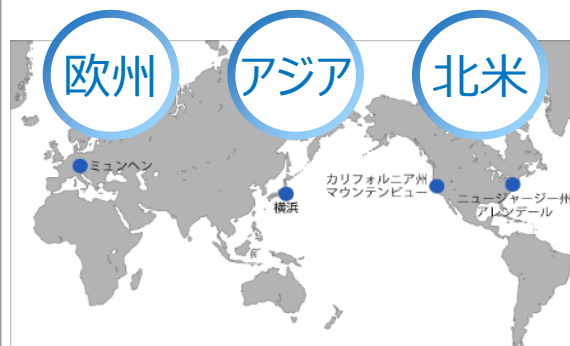 欧州
アジア
北米
ミュンヘン
横浜
カリフォルニア州
マウンテンビュー
ニュージャージー州
アレンデール